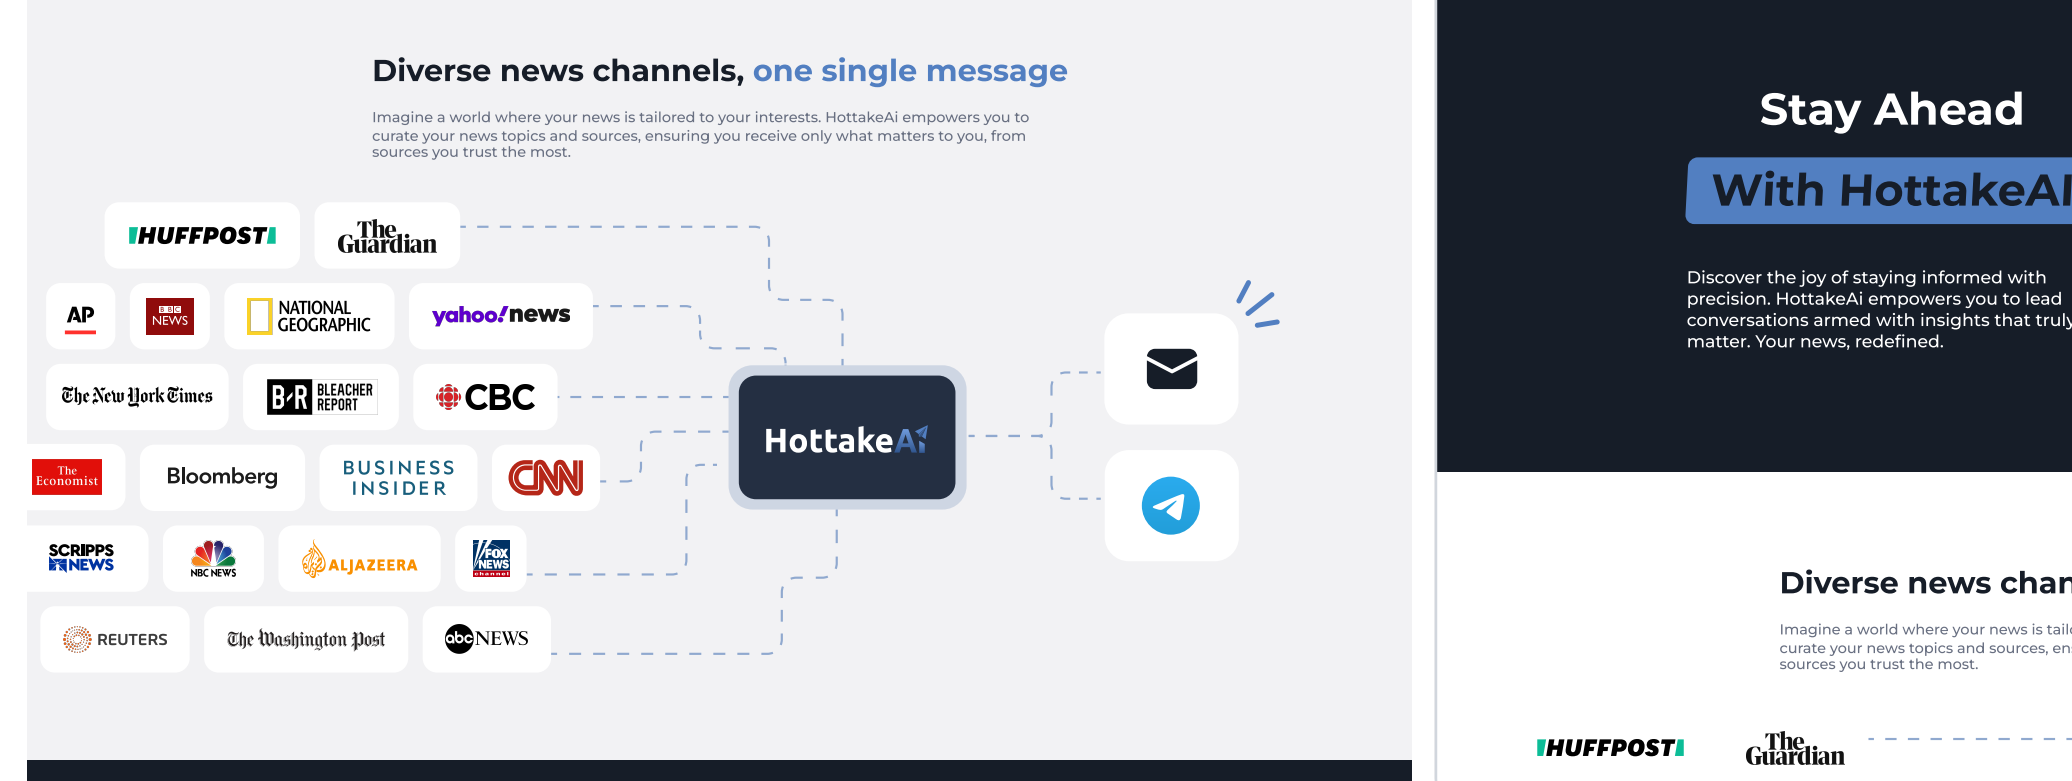 Diverse news channels, one single message
Imagine a world where your news is tailored to your interests. HottakeAi empowers you to
curate your news topics and sources, ensuring you receive only what matters to you, from
sources you trust the most.
HUFFPOST
The
Guardian
AP
BBC
NEWS
NATIONAL
GEOGRAPHIC
yahoo!news
The New York Times
B/R BLEACHER
REPORT
CBC
The
Economist
Bloomberg
BUSINESS
INSIDER
CNN
SCRIPPS
NEWS
NBC NEWS
ALJAZEERA
FOX
NEWS
channel
REUTERS
The Washington Post
abc NEWS
HottakeAi
Stay Ahead
With HottakeAI
Discover the joy of staying informed with
precision. HottakeAi empowers you to lead
conversations armed with insights that truly
matter. Your news, redefined.
Diverse news chan
Imagine a world where your news is tail
curate your news topics and sources, en
sources you trust the most.
HUFFPOST
The
Guardian